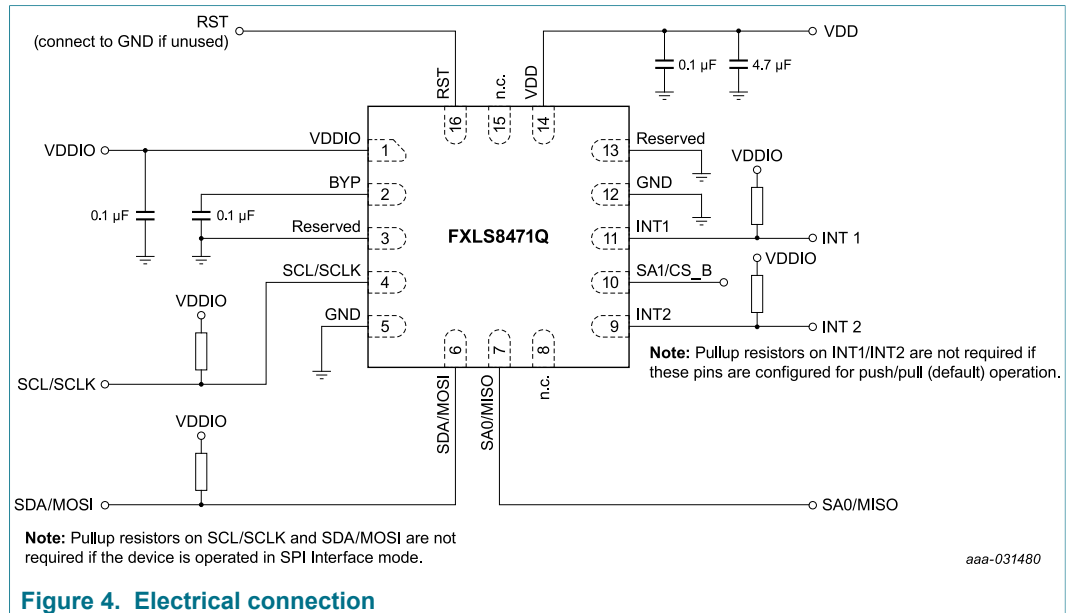 RST
(connect to GND if unused)
VDD
0.1 µF
4.7 µF
RST
n.c.
VDD
16
15
14
VDDIO
VDDIO
1
13
Reserved
VDDIO
BYP
2
12
GND
0.1 µF
0.1 µF
Reserved
3
FXLS8471Q
11
INT1
INT 1
SCL/SCLK
4
10
SA1/CS_B
VDDIO
VDDIO
GND
5
9
INT2
INT 2
6
7
8
Note: Pullup resistors on INT1/INT2 are not required if
these pins are configured for push/pull (default) operation.
SCL/SCLK
SDA/MOSI
SA0/MISO
n.c.
VDDIO
SDA/MOSI
SA0/MISO
Note: Pullup resistors on SCL/SCLK and SDA/MOSI are not
required if the device is operated in SPI Interface mode.
aaa-031480
Figure 4. Electrical connection